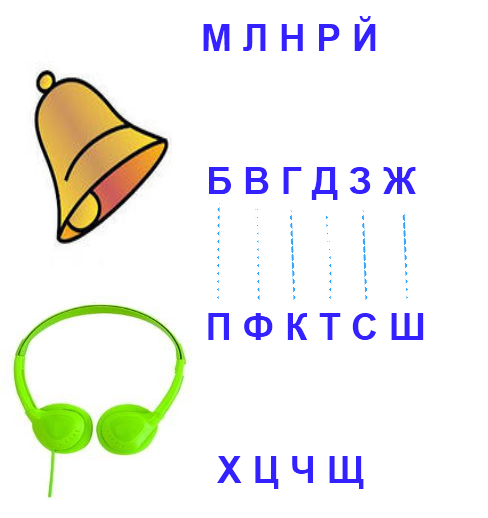 М Л Н Р Й
Б В Г Д З Ж
П Ф К Т С Ш
Х Ц Ч Щ